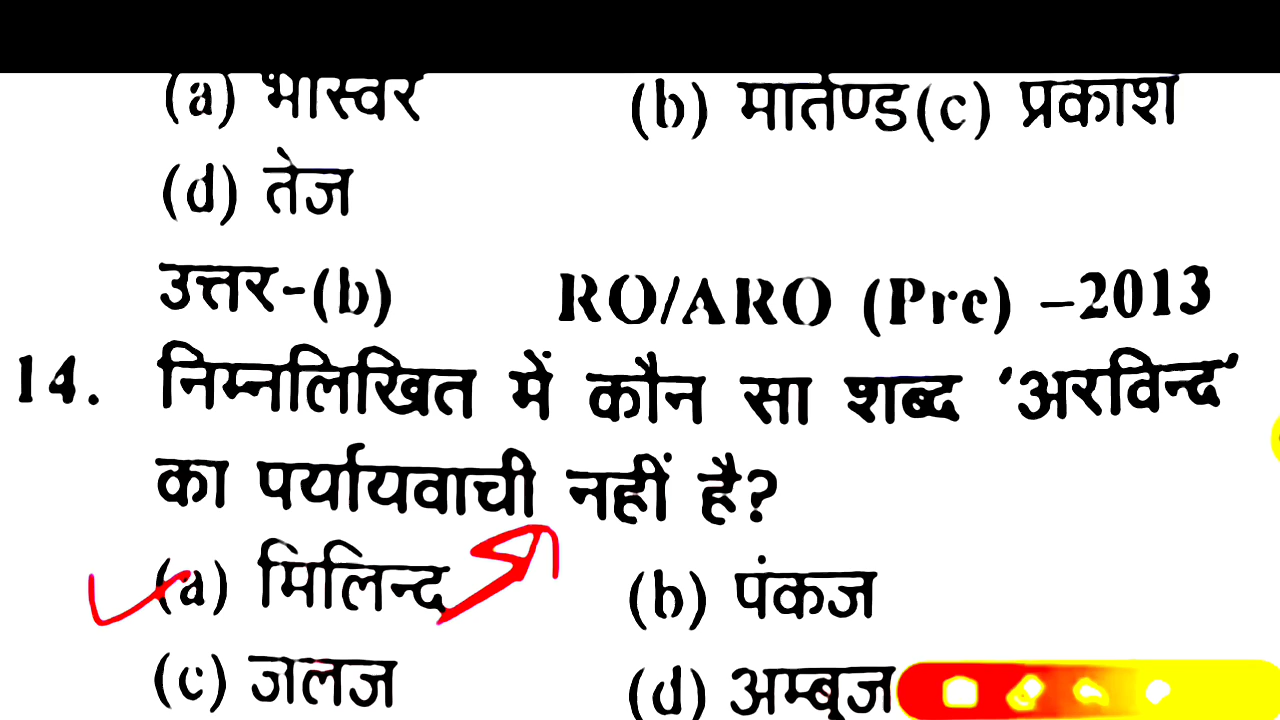 (a) भास्वर (b) मार्तण्ड(c) प्रकाश
(d) तेज
उत्तर-(b) RO/ARO (Pre) –2013
14. निम्नलिखित में कौन सा शब्द ‘अरविन्द’
का पर्यायवाची नहीं है?
(a) मिलिन्द (b) पंकज
(c) जलज (d) अम्बुज